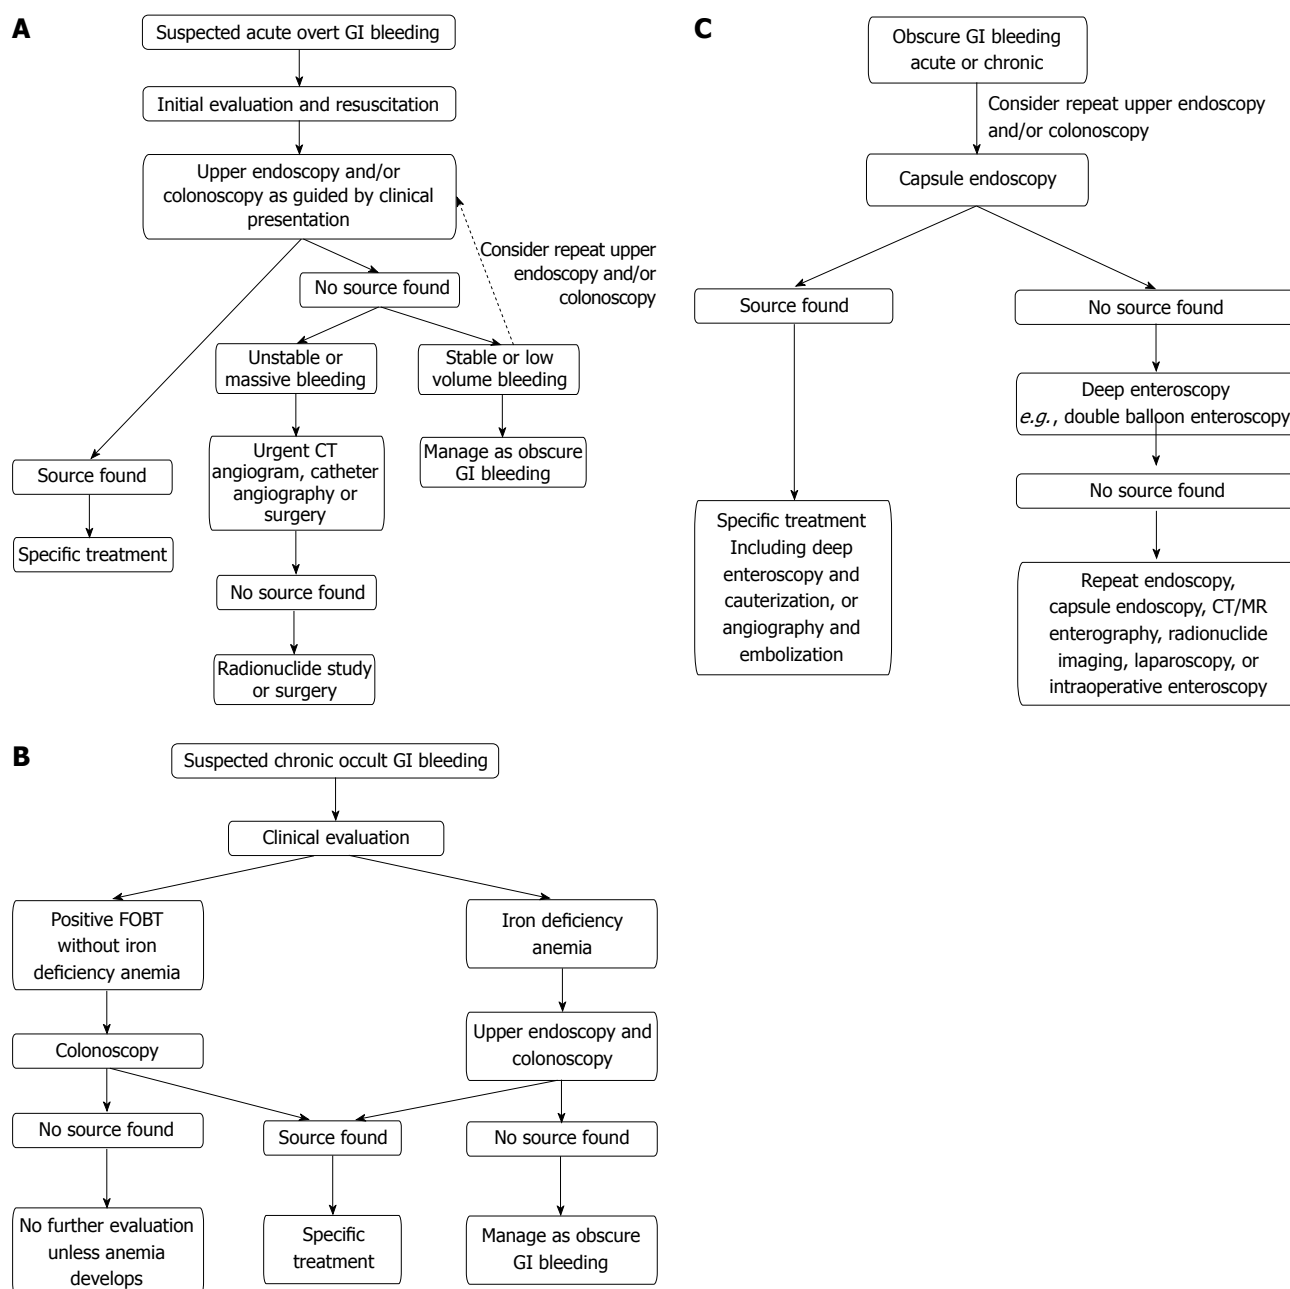 A
Suspected acute overt GI bleeding
Initial evaluation and resuscitation
Upper endoscopy and/or
colonoscopy as guided by clinical
presentation
Consider repeat upper
endoscopy and/or
colonoscopy
No source found
Unstable or
massive bleeding
Stable or low
volume bleeding
Urgent CT
angiogram, catheter
angiography or
surgery
Manage as obscure
GI bleeding
Source found
Specific treatment
No source found
Radionuclide study
or surgery
B
Suspected chronic occult GI bleeding
Clinical evaluation
Positive FOBT
without iron
deficiency anemia
Iron deficiency
anemia
Colonoscopy
Upper endoscopy and
colonoscopy
No source found
Source found
No source found
No further evaluation
unless anemia
develops
Specific
treatment
Manage as obscure
GI bleeding
C
Obscure GI bleeding
acute or chronic
Consider repeat upper endoscopy
and/or colonoscopy
Capsule endoscopy
Source found
No source found
Deep enteroscopy
e.g., double balloon enteroscopy
No source found
Specific treatment
Including deep
enteroscopy and
cauterization, or
angiography and
embolization
Repeat endoscopy,
capsule endoscopy, CT/MR
enterography, radionuclide
imaging, laparoscopy, or
intraoperative enteroscopy